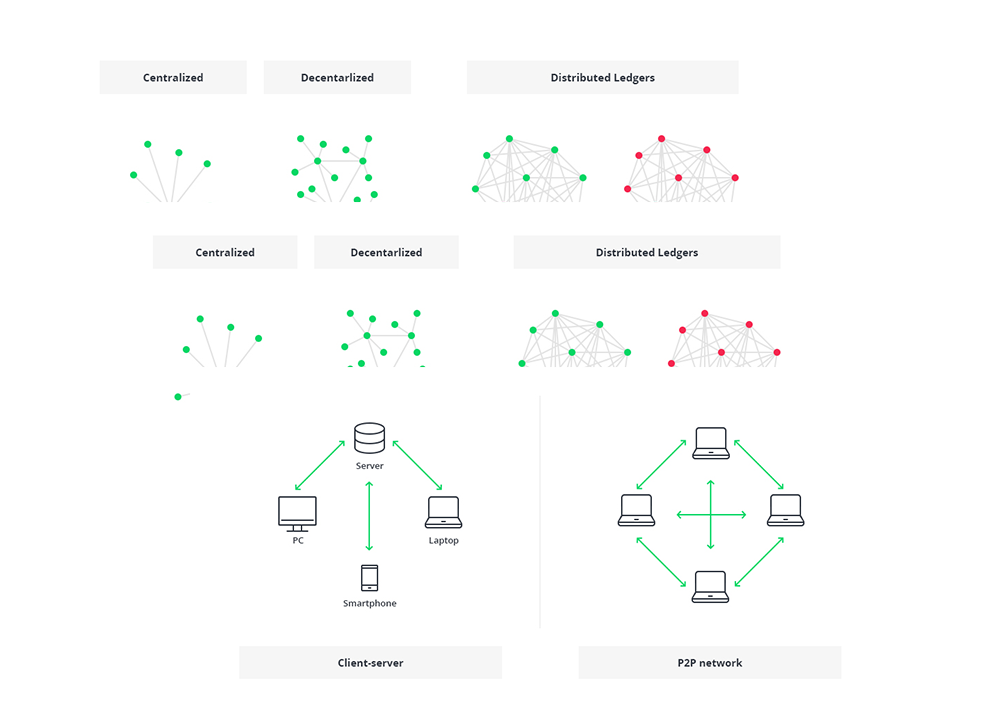 Centralized
Decentarlized
Distributed Ledgers
Centralized
Decentarlized
Distributed Ledgers
Server
PC
Laptop
Smartphone
Client-server
P2P network